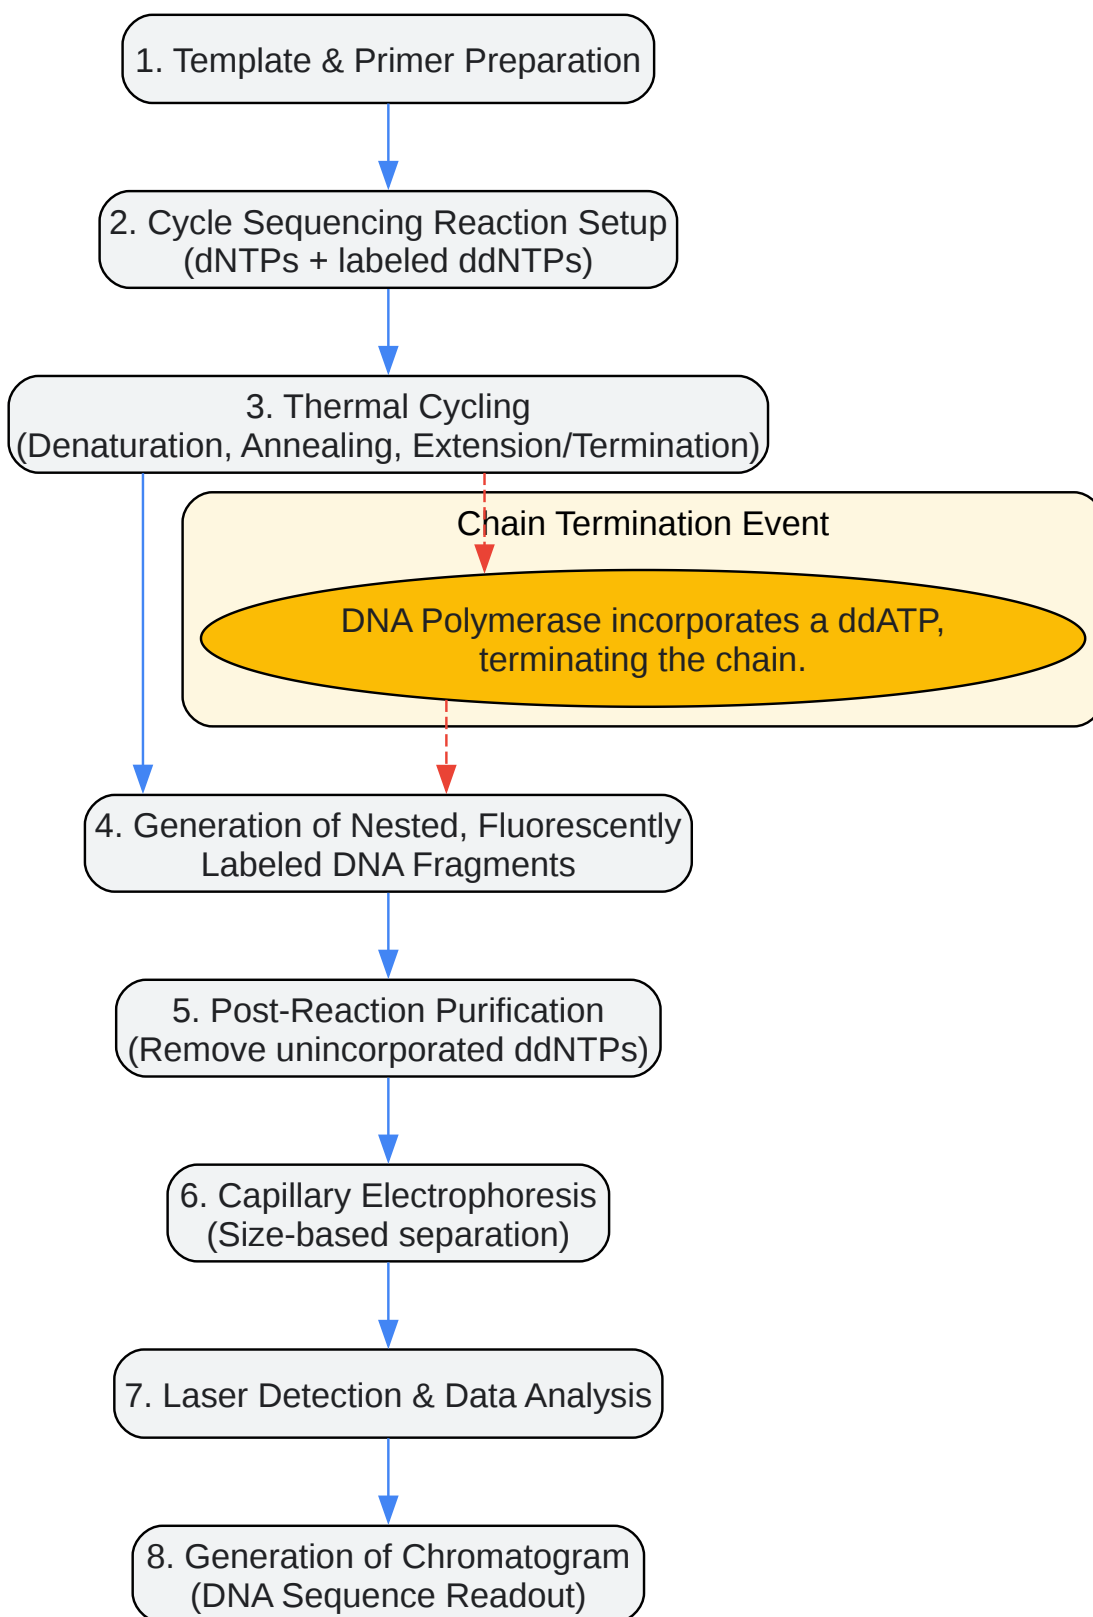 1. Template & Primer Preparation
2. Cycle Sequencing Reaction Setup
(dNTPs + labeled ddNTPs)
3. Thermal Cycling
(Denaturation, Annealing, Extension/Termination)
Chain Termination Event
DNA Polymerase incorporates a ddATP,
terminating the chain.
4. Generation of Nested, Fluorescently
Labeled DNA Fragments
5. Post-Reaction Purification
(Remove unincorporated ddNTPs)
6. Capillary Electrophoresis
(Size-based separation)
7. Laser Detection & Data Analysis
8. Generation of Chromatogram
(DNA Sequence Readout)